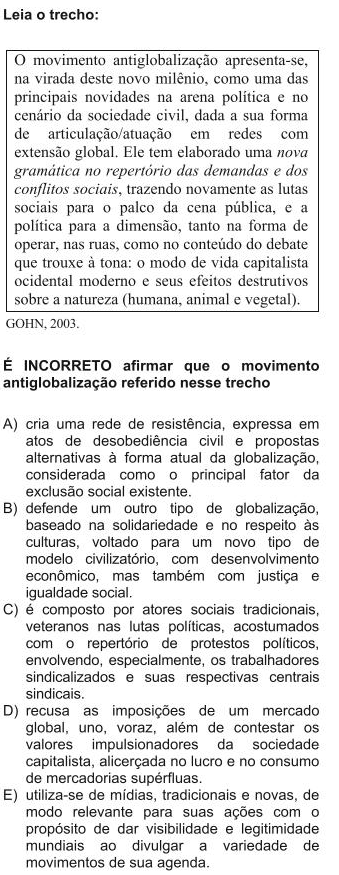 Leia o trecho:
O movimento antiglobalização apresenta-se,
na virada deste novo milênio, como uma das
principais novidades na arena política e no
cenário da sociedade civil, dada a sua forma
de articulação/atuação em redes com
extensão global. Ele tem elaborado uma nova
gramática no repertório das demandas e dos
conflitos sociais, trazendo novamente as lutas
sociais para o palco da cena pública, e a
política para a dimensão, tanto na forma de
operar, nas ruas, como no conteúdo do debate
que trouxe à tona: o modo de vida capitalista
ocidental moderno e seus efeitos destrutivos
sobre a natureza (humana, animal e vegetal).
GOHN, 2003.
É INCORRETO afirmar que o movimento
antiglobalização referido nesse trecho
A) cria uma rede de resistência, expressa em
atos de desobediência civil e propostas
alternativas à forma atual da globalização,
considerada como o principal fator da
exclusão social existente.
B) defende um outro tipo de globalização,
baseado na solidariedade e no respeito às
culturas, voltado para um novo tipo de
modelo civilizatório, com desenvolvimento
econômico, mas também com justiça e
igualdade social.
C) é composto por atores sociais tradicionais,
veteranos nas lutas políticas, acostumados
com o repertório de protestos políticos,
envolvendo, especialmente, os trabalhadores
sindicalizados e suas respectivas centrais
sindicais.
D) recusa as imposições de um mercado
global, uno, voraz, além de contestar os
valores impulsionadores da sociedade
capitalista, alicerçada no lucro e no consumo
de mercadorias supérfluas.
E) utiliza-se de mídias, tradicionais e novas, de
modo relevante para suas ações com o
propósito de dar visibilidade e legitimidade
mundiais ao divulgar a variedade de
movimentos de sua agenda.